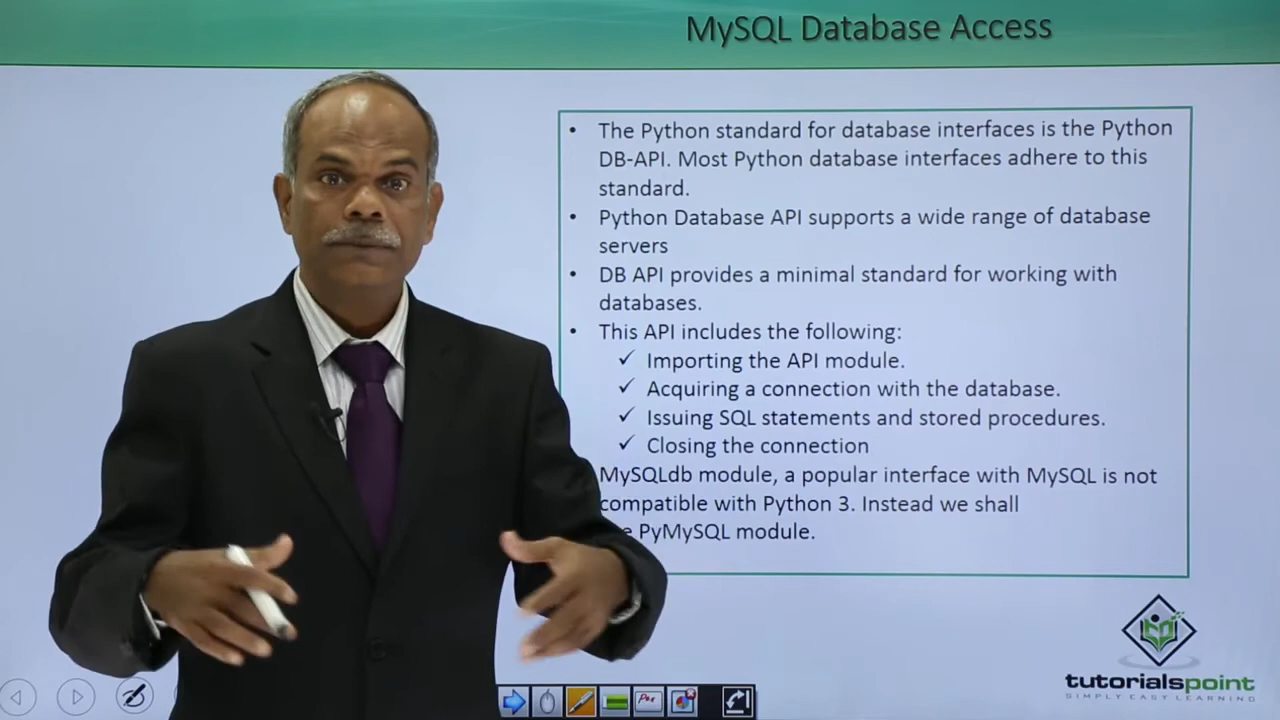 MySQL Database Access
• The Python standard for database interfaces is the Python
DB-API. Most Python database interfaces adhere to this
standard.
• Python Database API supports a wide range of database
servers
• DB API provides a minimal standard for working with
databases.
• This API includes the following:
✓ Importing the API module.
✓ Acquiring a connection with the database.
✓ Issuing SQL statements and stored procedures.
✓ Closing the connection
MySQLdb module, a popular interface with MySQL is not
compatible with Python 3. Instead we shall
PyMySQL module.
tutorialspoint
SIMPLY EASY LEARNING